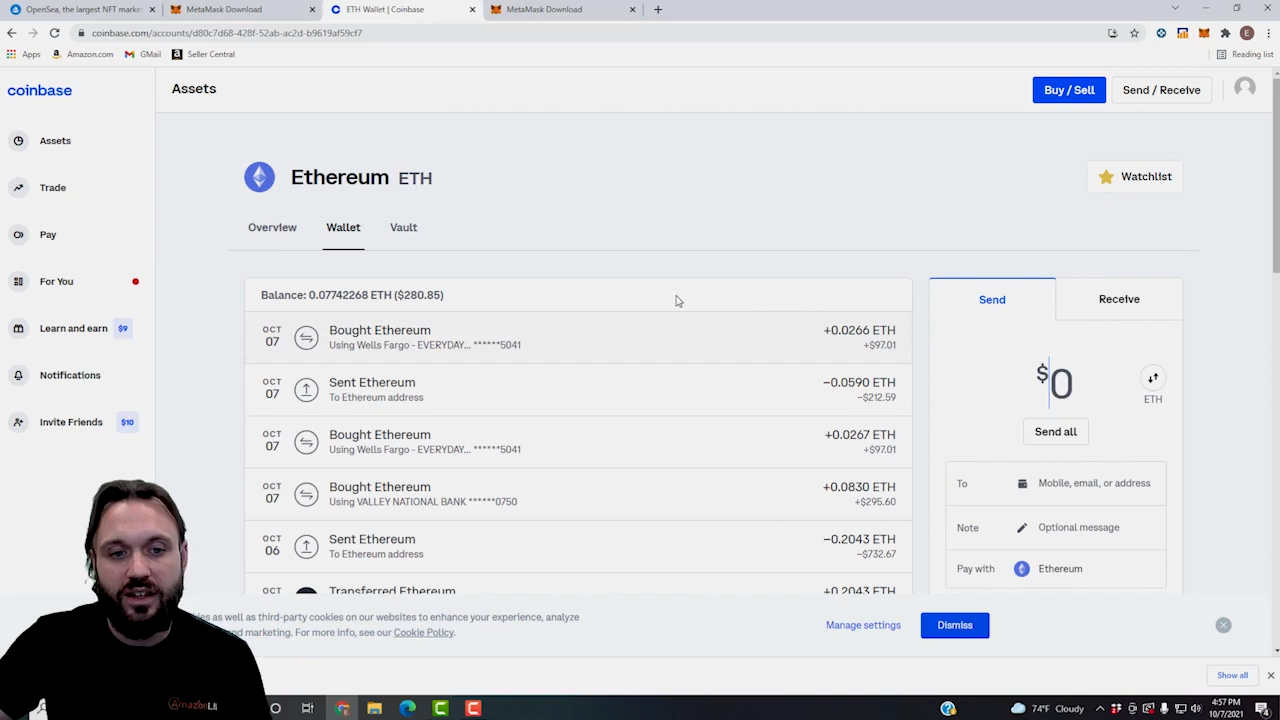 OpenSea, the largest NFT market
MetaMask Download
ETH Wallet | Coinbase
MetaMask Download
coinbase.com/accounts/d80c7d68-428f-52ab-ac2d-b9619af59cf7
E
Apps
Amazon.com
GMail
Seller Central
Reading list
coinbase
Assets
Buy / Sell
Send / Receive
Assets
Trade
Pay
For You
Learn and earn
$9
Notifications
Invite Friends
$10
Ethereum ETH
Watchlist
Overview
Wallet
Vault
Balance: 0.07742268 ETH ($280.85)
OCT
07
Bought Ethereum
Using Wells Fargo - EVERYDAY... ******5041
+0.0266 ETH
+$97.01
OCT
07
Sent Ethereum
To Ethereum address
−0.0590 ETH
−$212.59
OCT
07
Bought Ethereum
Using Wells Fargo - EVERYDAY... ******5041
+0.0267 ETH
+$97.01
OCT
07
Bought Ethereum
Using VALLEY NATIONAL BANK ******0750
+0.0830 ETH
+$295.60
OCT
06
Sent Ethereum
To Ethereum address
−0.2043 ETH
−$732.67
Transferred Ethereum
+0.2043 ETH
Send
Receive
$0
ETH
Send all
To
Mobile, email, or address
Note
Optional message
Pay with
Ethereum
as well as third-party cookies on our websites to enhance your experience, analyze
and marketing. For more info, see our Cookie Policy.
Manage settings
Dismiss
Show all
74°F Cloudy
4:57 PM
10/7/2021
4